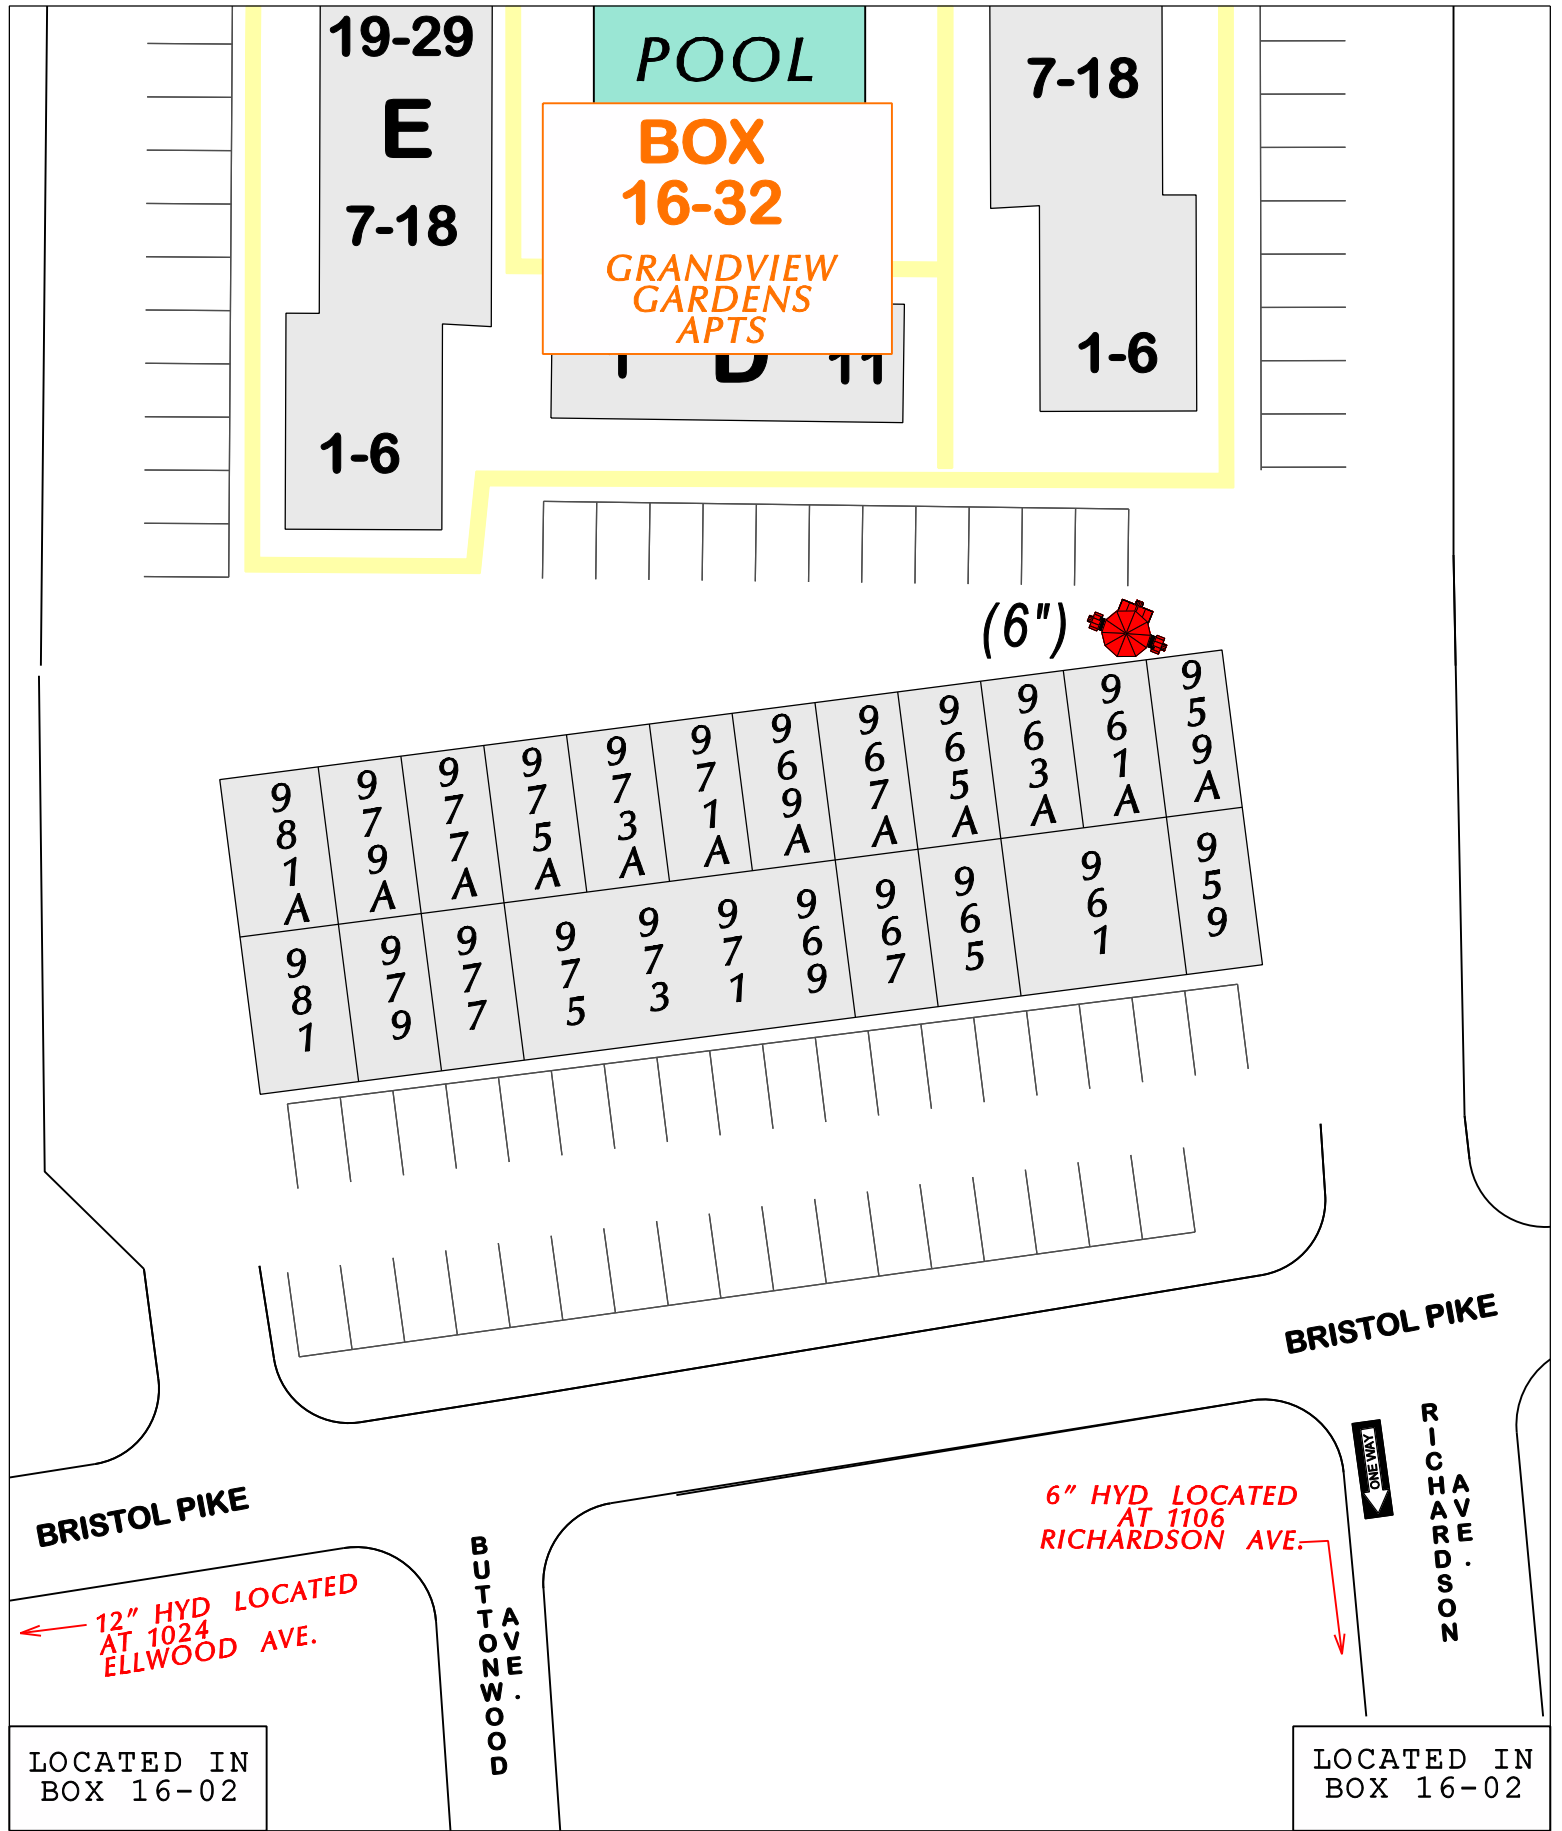 19-29
E
7-18
1-6
POOL
BOX
16-32
GRANDVIEW
GARDENS
APTS
1 D 11
7-18
1-6
(6")
981A
979A
977A
975A
973A
971A
969A
967A
965A
963A
961A
959A
981
979
977
975
973
971
969
967
965
961
959
BRISTOL PIKE
BRISTOL PIKE
ONE WAY
RICHARDSON
AVE.
6" HYD LOCATED
AT 1106
RICHARDSON AVE.
BUTTONWOOD
AVE.
12" HYD LOCATED
AT 1024
ELLWOOD AVE.
LOCATED IN
BOX 16-02
LOCATED IN
BOX 16-02